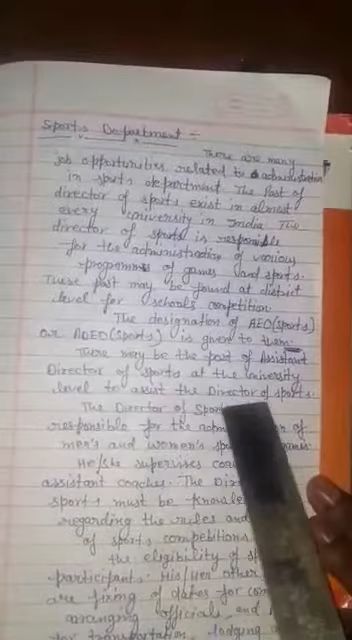 Sports Department :-
There are many
job opportunities related to administration
in sports department. The Post of
director of sports exist in almost
every university in India. The
director of sports is responsible
for the administration of various
programms of games and sports.
These post may be found at district
level for schools competition.
The designation of AEO (sports)
or ADEO (sports) is given to them
There may be the post of Assistant
Director of sports at the university
level to assist the Director of sports.
The Director of Sport
responsible for the of
men's and women's games.
He/she supervises
assistant coaches. The
sports must be
regarding the rules and
of sports competitions.
the eligibility of
participants. His/Her other
are fixing of dates for
arranging officials, and
for transportation, lodging